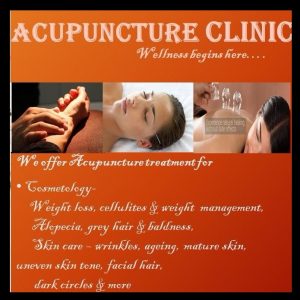 ACUPUNCTURE CLINIC
Wellness begins here....
We offer Acupuncture treatment for
• Cosmetology-
Weight loss, cellulites & weight management,
Alopecia, grey hair & baldness,
Skin care - wrinkles, ageing, mature skin,
uneven skin tone, facial hair,
dark circles & more